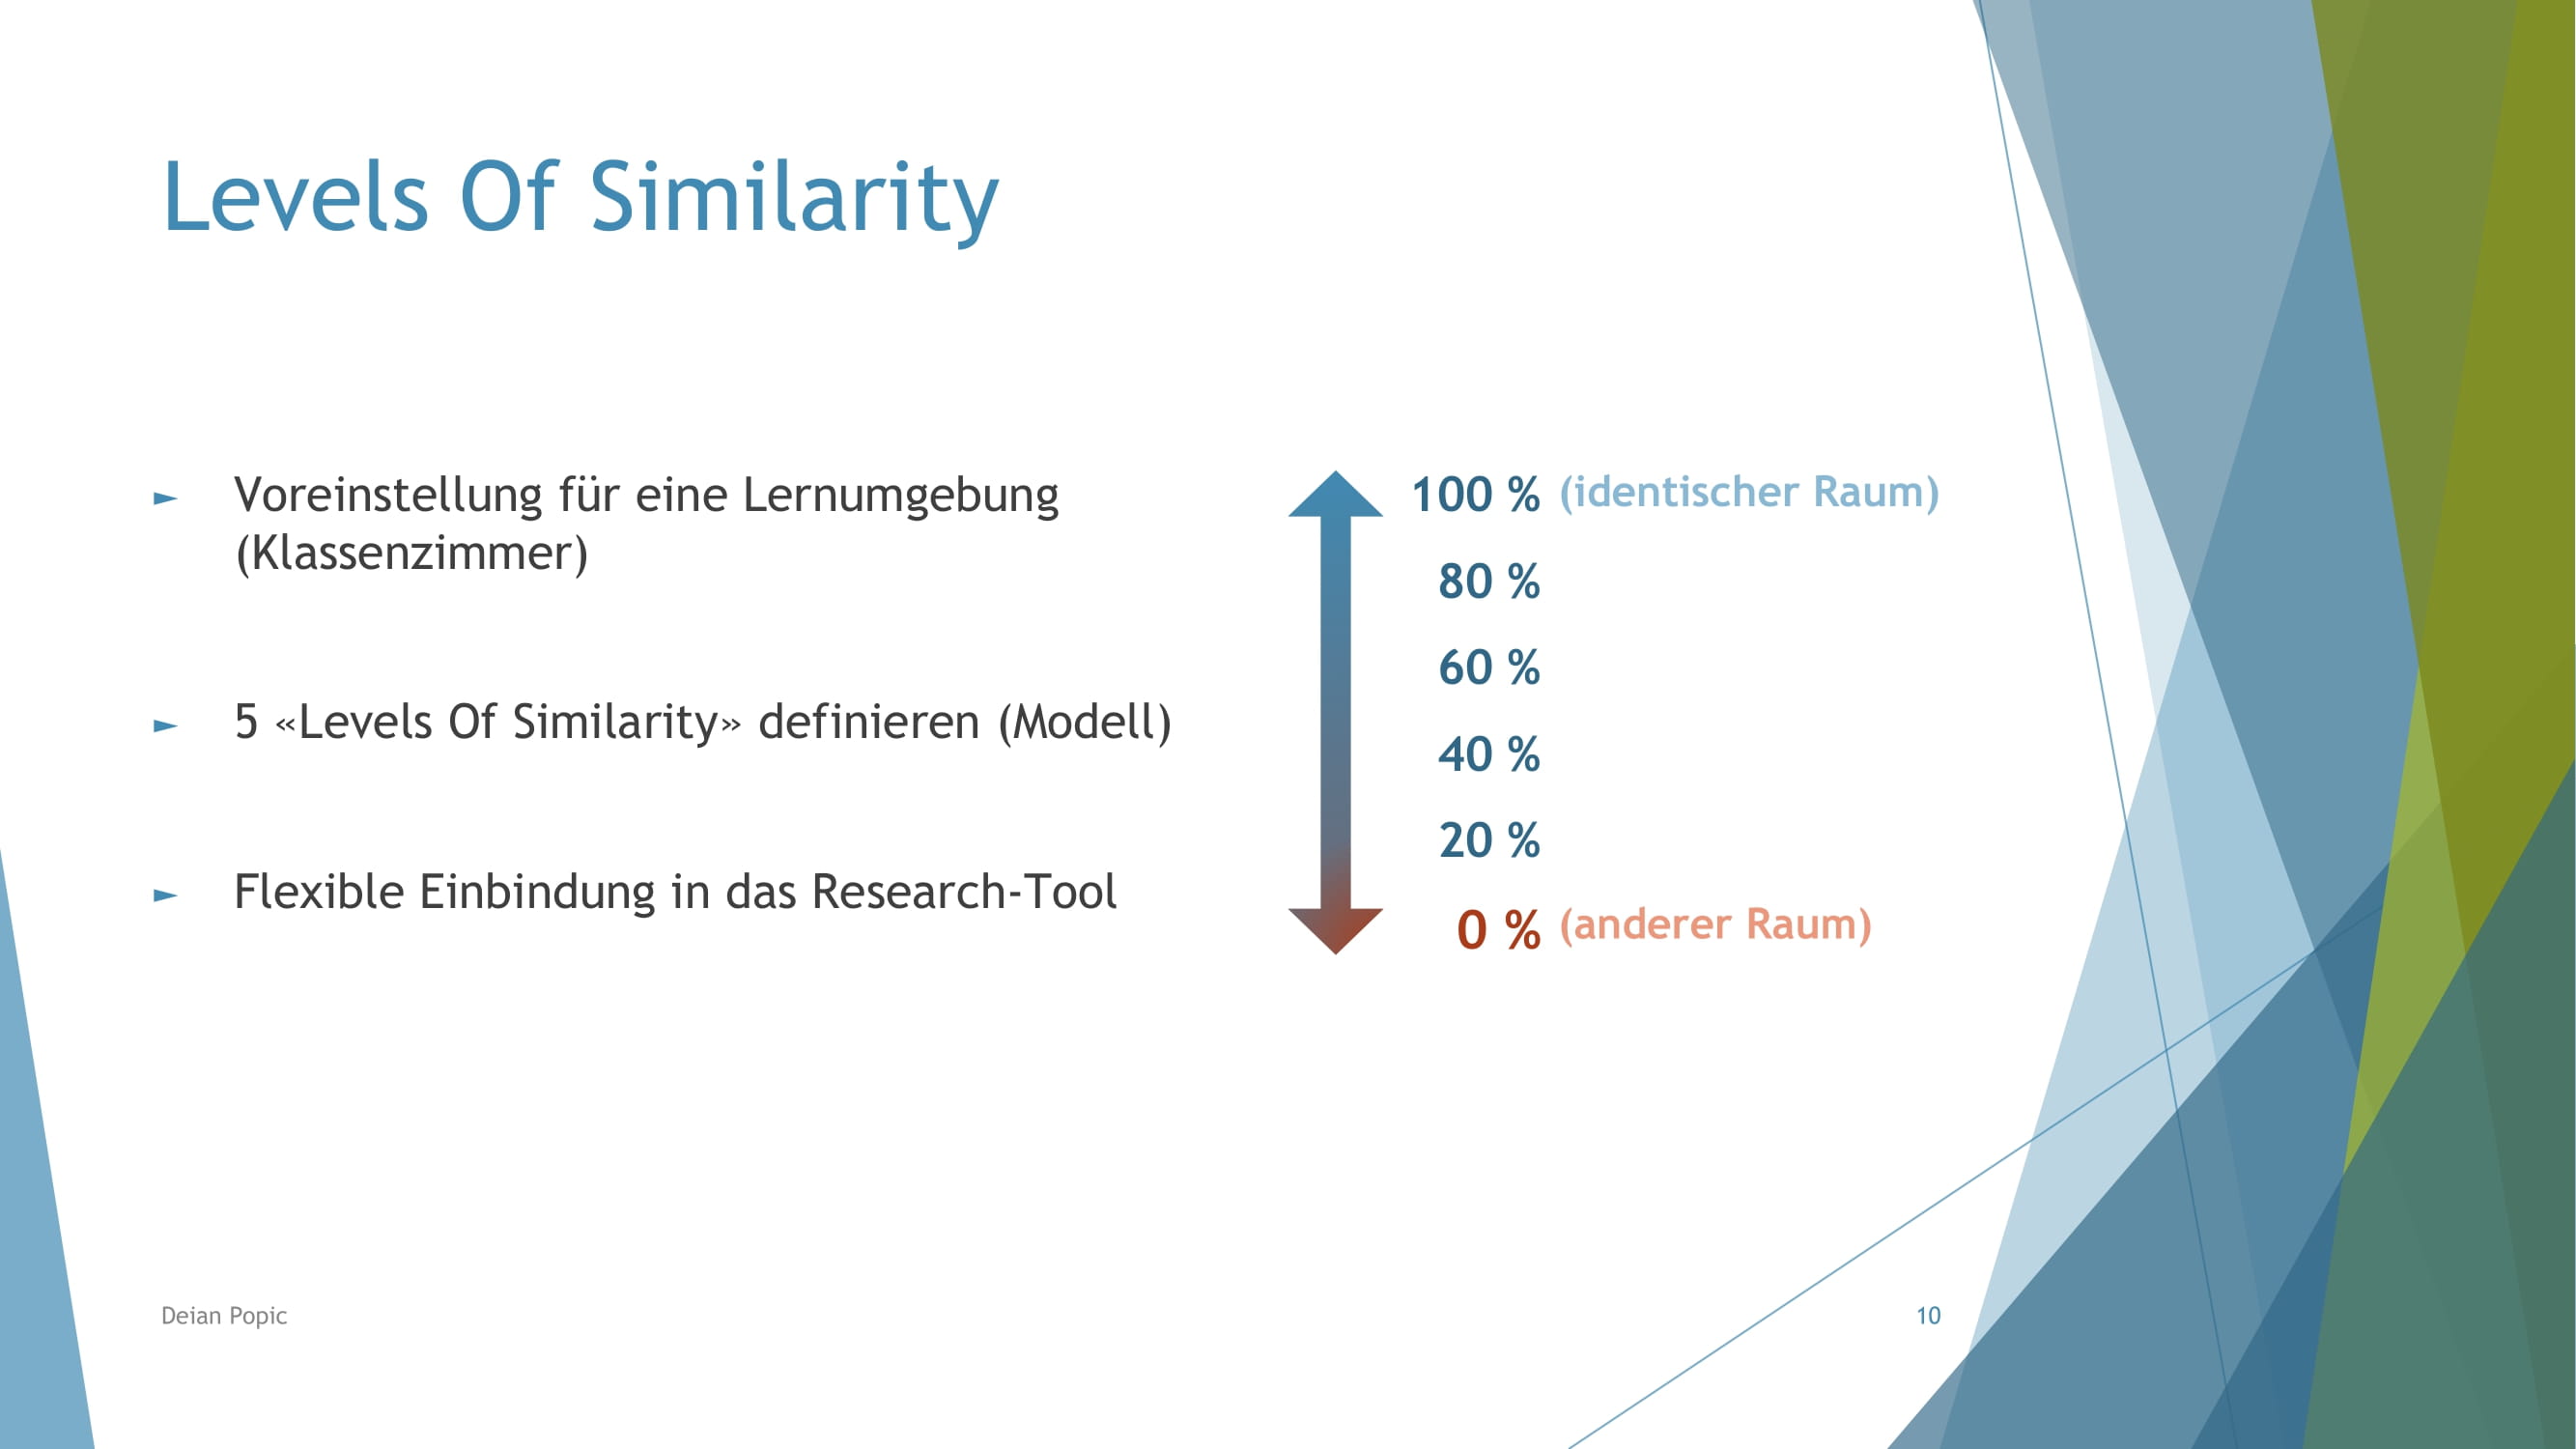 Levels Of Similarity
► Voreinstellung für eine Lernumgebung
(Klassenzimmer)
► 5 «Levels Of Similarity» definieren (Modell)
► Flexible Einbindung in das Research-Tool
100 % (identischer Raum)
80 %
60 %
40 %
20 %
0 % (anderer Raum)
Deian Popic
10